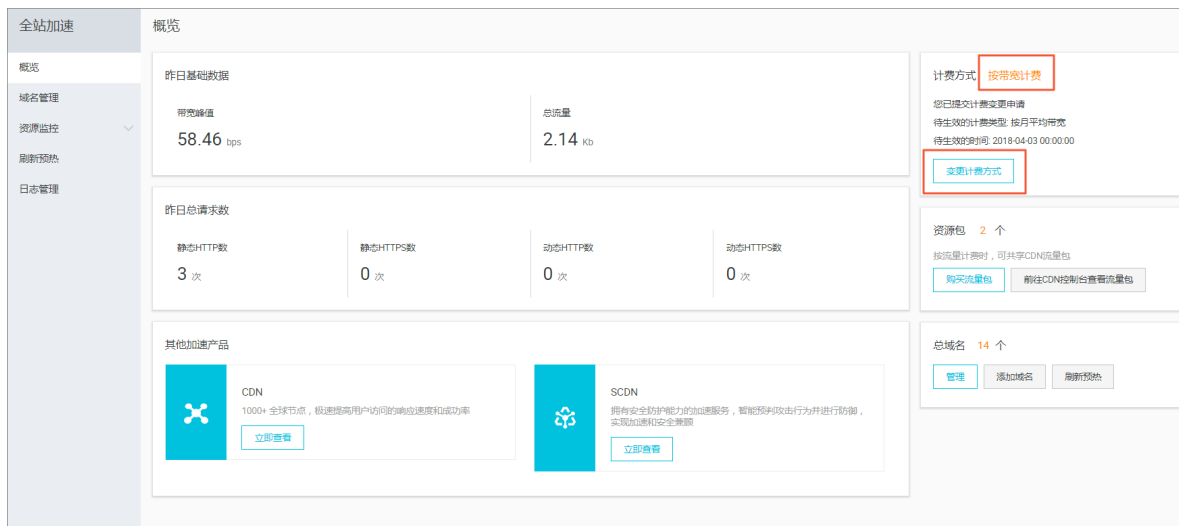 全站加速
概览
域名管理
资源监控
刷新预热
日志管理
概览
昨日基础数据
带宽峰值
58.46 bps
总流量
2.14 Kb
昨日总请求数
静态HTTP数
3 次
静态HTTPS数
0 次
动态HTTP数
0 次
动态HTTPS数
0 次
其他加速产品
CDN
1000+ 全球节点，极速提高用户访问的响应速度和成功率
立即查看
SCDN
拥有安全防护能力的加速服务，智能预判攻击行为并进行防御，
实现加速和安全兼顾
立即查看
计费方式 按带宽计费
您已提交计费变更申请
待生效的计费类型: 按月平均带宽
待生效的时间: 2018-04-03 00:00:00
变更计费方式
资源包 2 个
按流量计费时，可共享CDN流量包
购买流量包 前往CDN控制台查看流量包
总域名 14 个
管理 添加域名 刷新预热